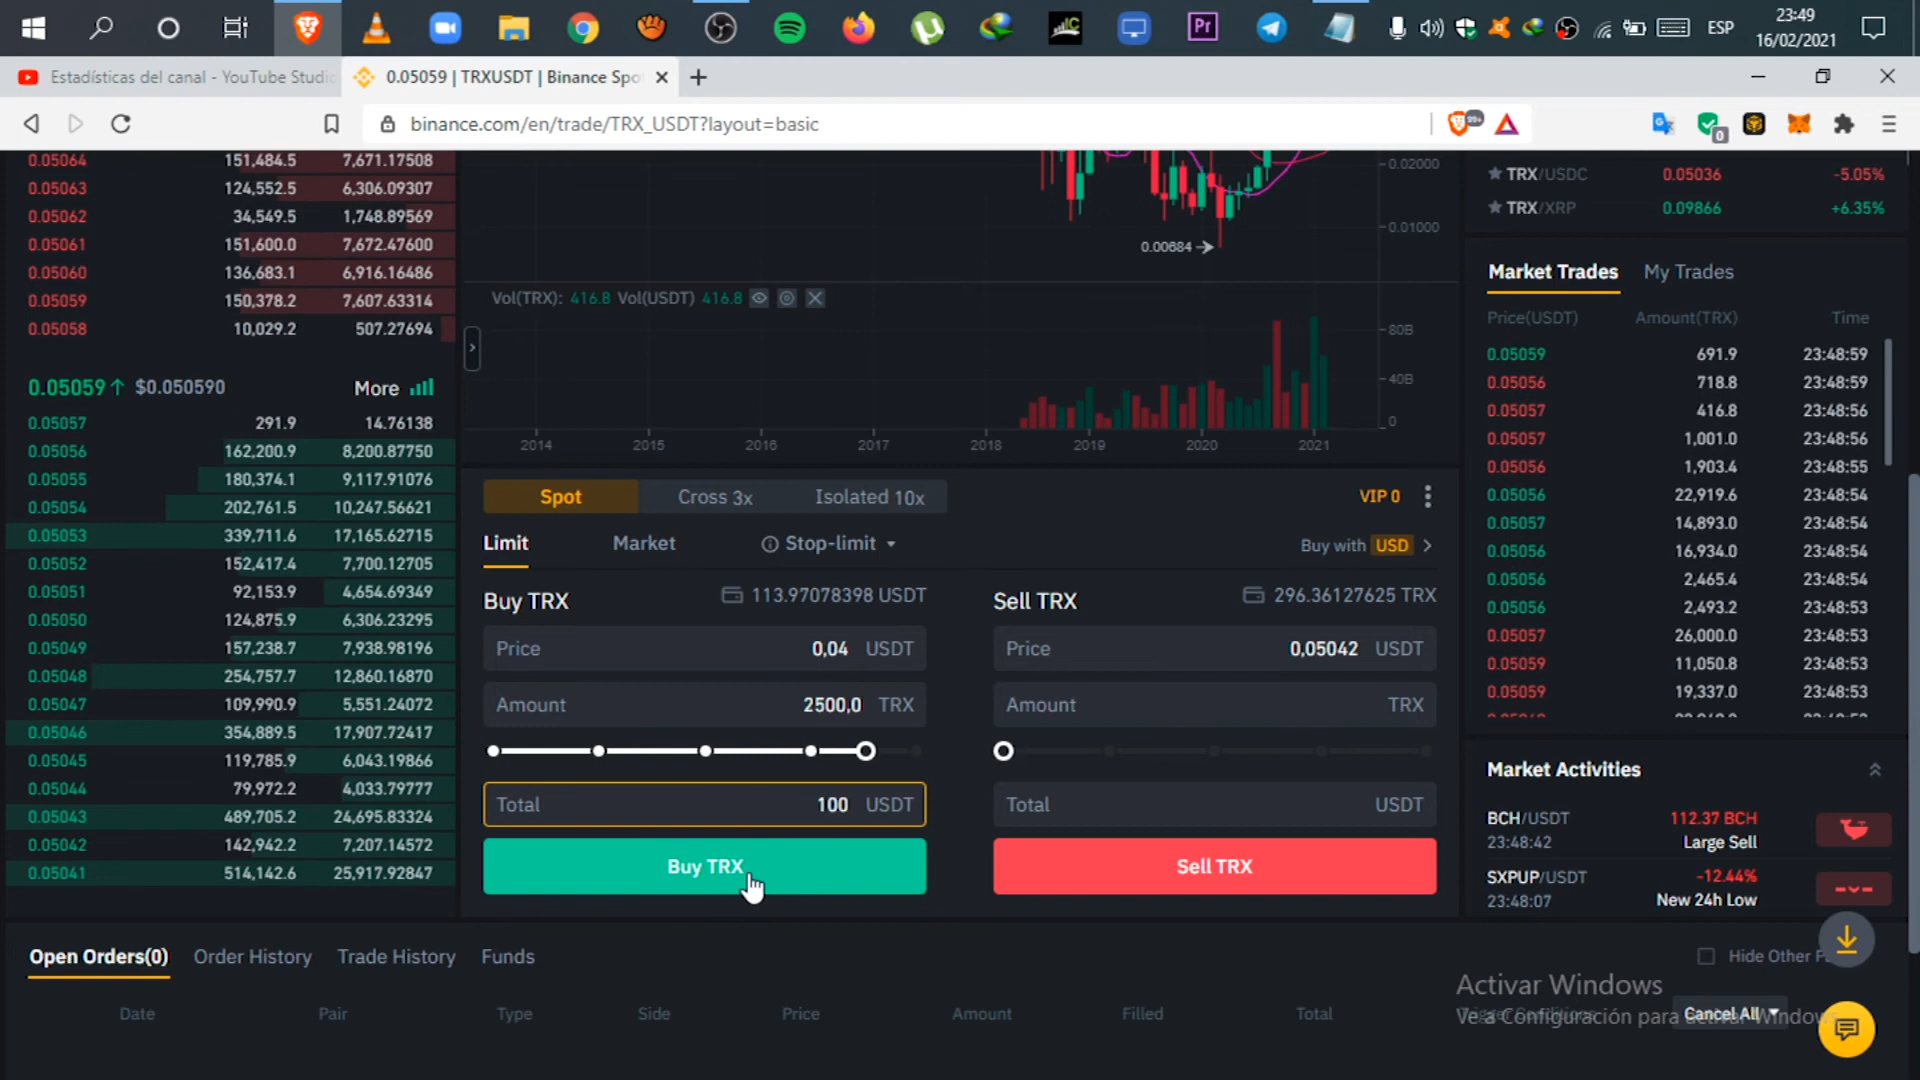 ESP
23:49
16/02/2021
Estadísticas del canal - YouTube Studi
0.05059 | TRXUSDT | Binance Spo
binance.com/en/trade/TRX_USDT?layout=basic
99+
0
0.05064 151,484.5 7,671.17508
0.05063 124,552.5 6,306.09307
0.05062 34,549.5 1,748.89569
0.05061 151,600.0 7,672.47600
0.05060 136,683.1 6,916.16486
0.05059 150,378.2 7,607.63314
0.05058 10,029.2 507.27694
0.05059↑ $0.050590 More
0.05057 291.9 14.76138
0.05056 162,200.9 8,200.87750
0.05055 180,374.1 9,117.91076
0.05054 202,761.5 10,247.56621
0.05053 339,711.6 17,165.62715
0.05052 152,417.4 7,700.12705
0.05051 92,153.9 4,654.69349
0.05050 124,875.9 6,306.23295
0.05049 157,238.7 7,938.98196
0.05048 254,757.7 12,860.16870
0.05047 109,990.9 5,551.24072
0.05046 354,889.5 17,907.72417
0.05045 119,785.9 6,043.19866
0.05044 79,972.2 4,033.79777
0.05043 489,705.2 24,695.83324
0.05042 142,942.2 7,207.14572
0.05041 514,142.6 25,917.92847
0.02000
0.01000
0.00684
Vol(TRX): 416.8 Vol(USDT) 416.8
80B
40B
0
2014 2015 2016 2017 2018 2019 2020 2021
Spot Cross 3x Isolated 10x VIP 0
Limit Market Stop-limit Buy with USD
Buy TRX 113.97078398 USDT
Price 0,04 USDT
Amount 2500,0 TRX
Total 100 USDT
Buy TRX
Sell TRX 296.36127625 TRX
Price 0,05042 USDT
Amount TRX
Total USDT
Sell TRX
TRX/USDC 0.05036 -5.05%
TRX/XRP 0.09866 +6.35%
Market Trades My Trades
Price(USDT) Amount(TRX) Time
0.05059 691.9 23:48:59
0.05056 718.8 23:48:59
0.05057 416.8 23:48:56
0.05057 1,001.0 23:48:56
0.05056 1,903.4 23:48:55
0.05056 22,919.6 23:48:54
0.05057 14,893.0 23:48:54
0.05056 16,934.0 23:48:54
0.05056 2,465.4 23:48:54
0.05056 2,493.2 23:48:53
0.05057 26,000.0 23:48:53
0.05059 11,050.8 23:48:53
0.05059 19,337.0 23:48:53
Market Activities
BCH/USDT 112.37 BCH
23:48:42 Large Sell
SXPUP/USDT -12.44%
23:48:07 New 24h Low
Open Orders(0) Order History Trade History Funds
Hide Other P
Date Pair Type Side Price Amount Filled Total
Cancel All
Activar Windows
Ve a Configuración para activar Windows